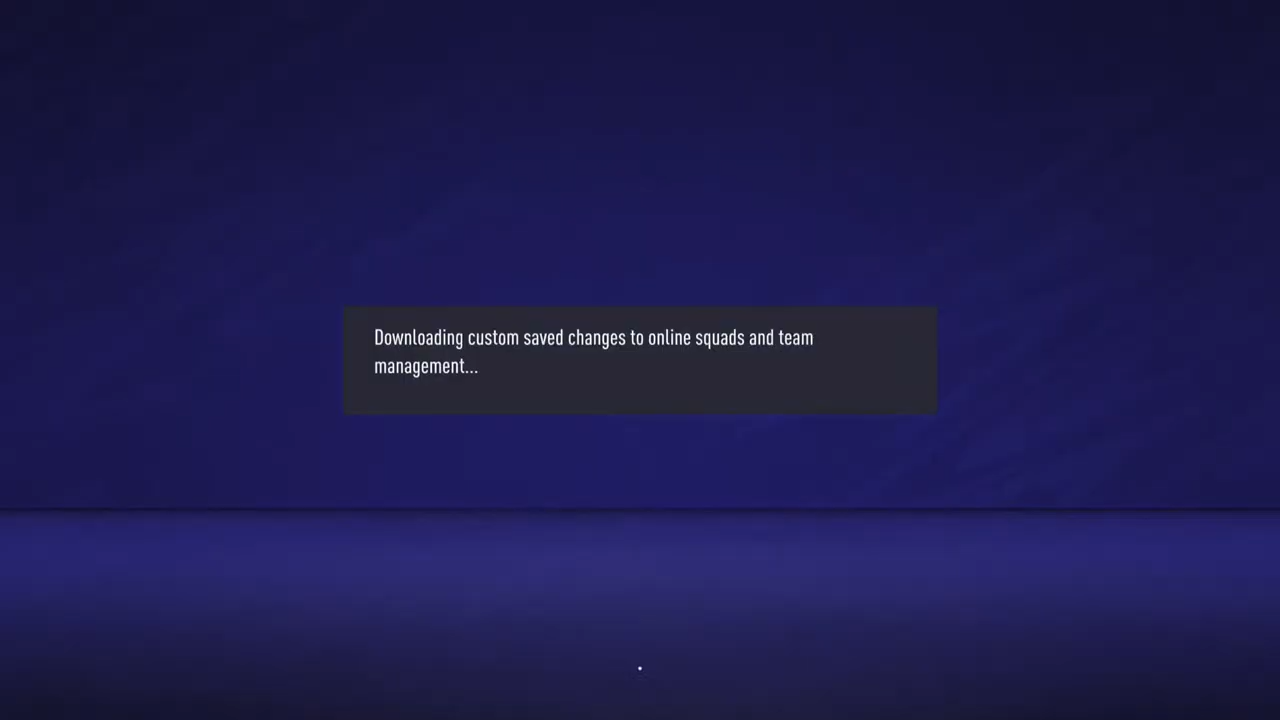 Downloading custom saved changes to online squads and team
management...